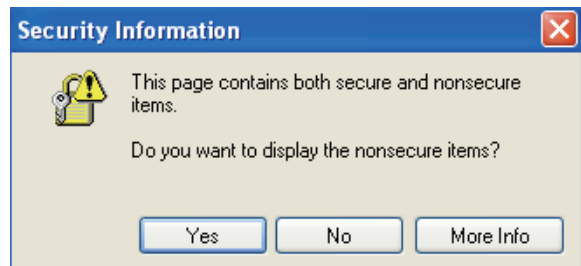 Security Information
This page contains both secure and nonsecure
items.
Do you want to display the nonsecure items?
Yes
No
More Info